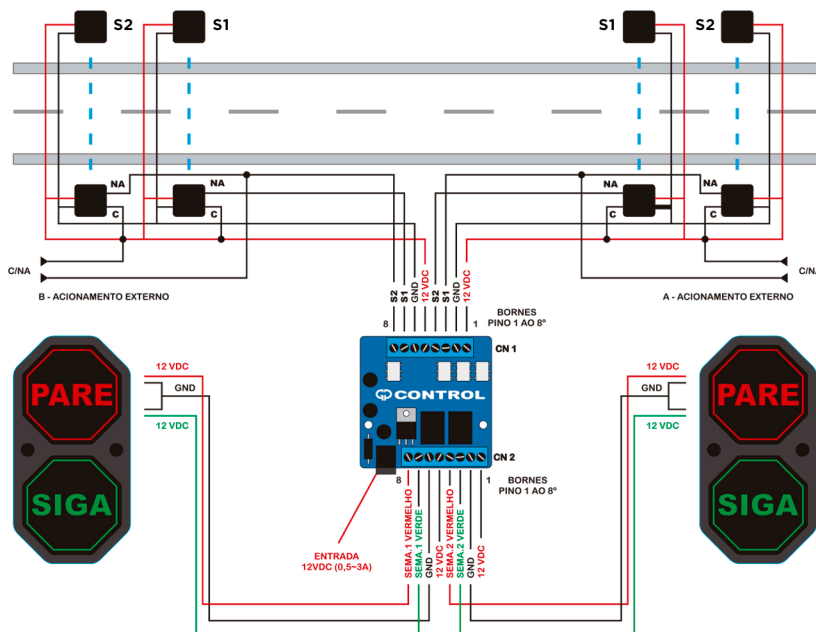 S2
S1
S1
S2
NA
NA
NA
NA
C
C
C
C
C/NA
C/NA
B - ACIONAMENTO EXTERNO
A - ACIONAMENTO EXTERNO
S2
S1
GND
12 VDC
S2
S1
GND
12 VDC
8
1
BORNES
PINO 1 AO 8º
CN 1
PARE
SIGA
12 VDC
GND
12 VDC
CONTROL
12 VDC
GND
12 VDC
PARE
SIGA
CN 2
8
1
BORNES
PINO 1 AO 8º
ENTRADA
12VDC (0,5~3A)
SEMA.1 VERMELHO
SEMA.1 VERDE
GND
12 VDC
SEMA.2 VERMELHO
SEMA.2 VERDE
GND
12 VDC